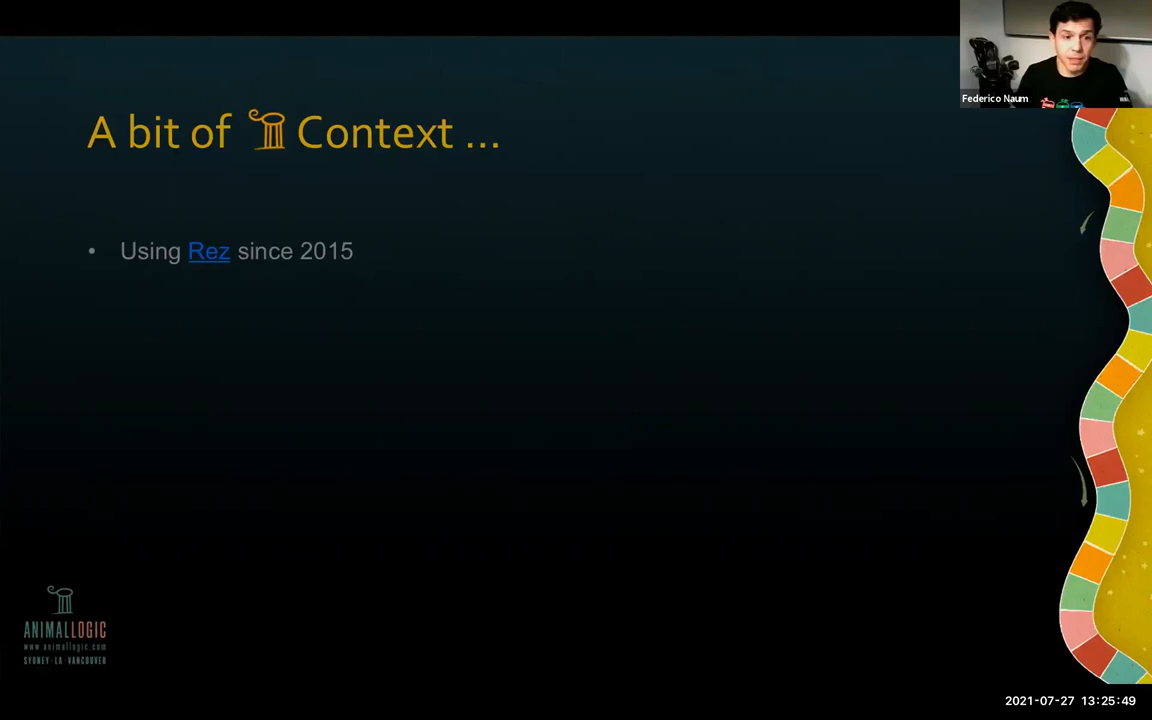 Federico Naum
A bit of Context ...
• Using Rez since 2015
ANIMALLOGIC
www.animallogic.com
SYDNEY·LA·VANCOUVER
2021-07-27 13:25:49